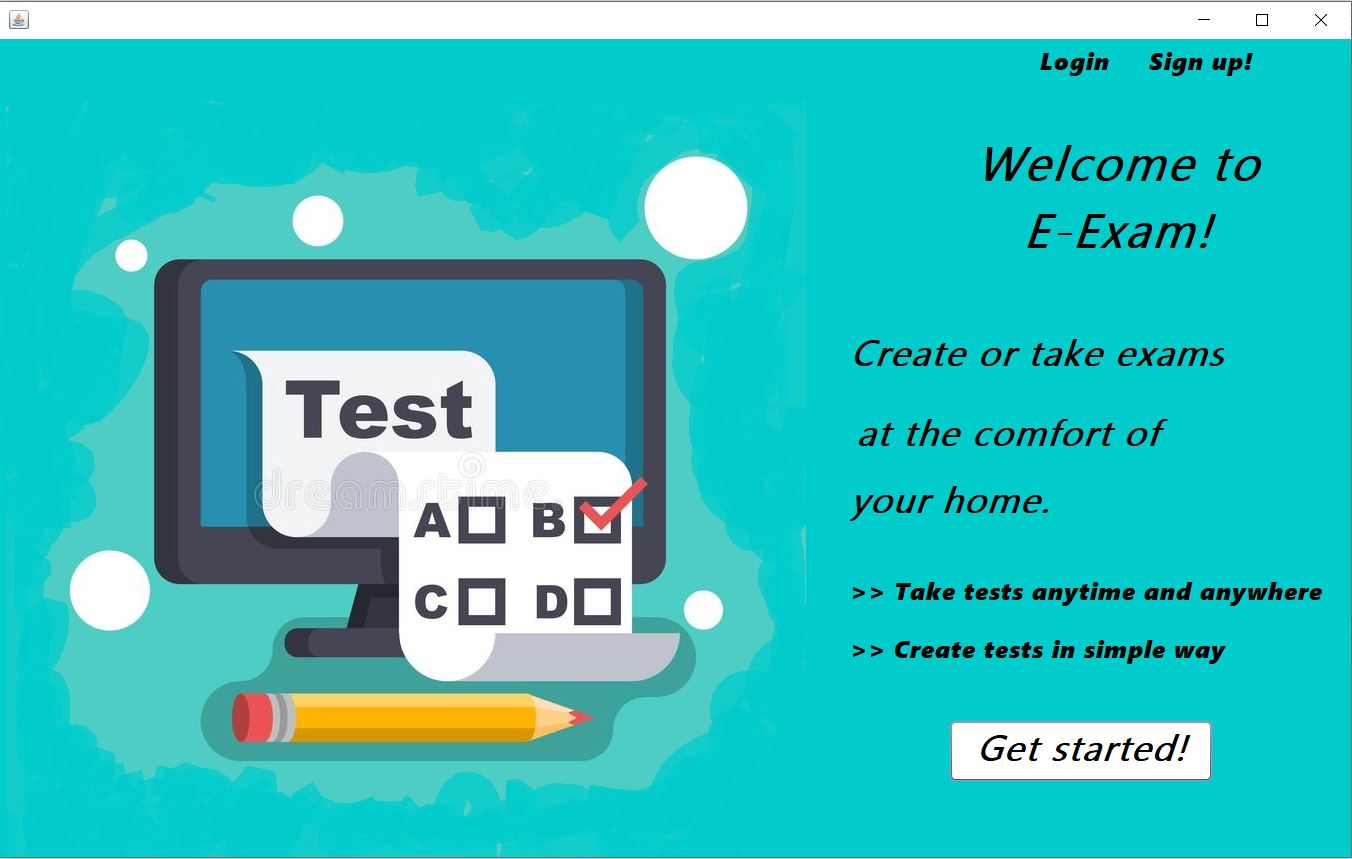 Login Sign up!
Welcome to
E-Exam!
Create or take exams
at the comfort of
your home.
>> Take tests anytime and anywhere
>> Create tests in simple way
Get started!
Test
dreamstime
A B
C D